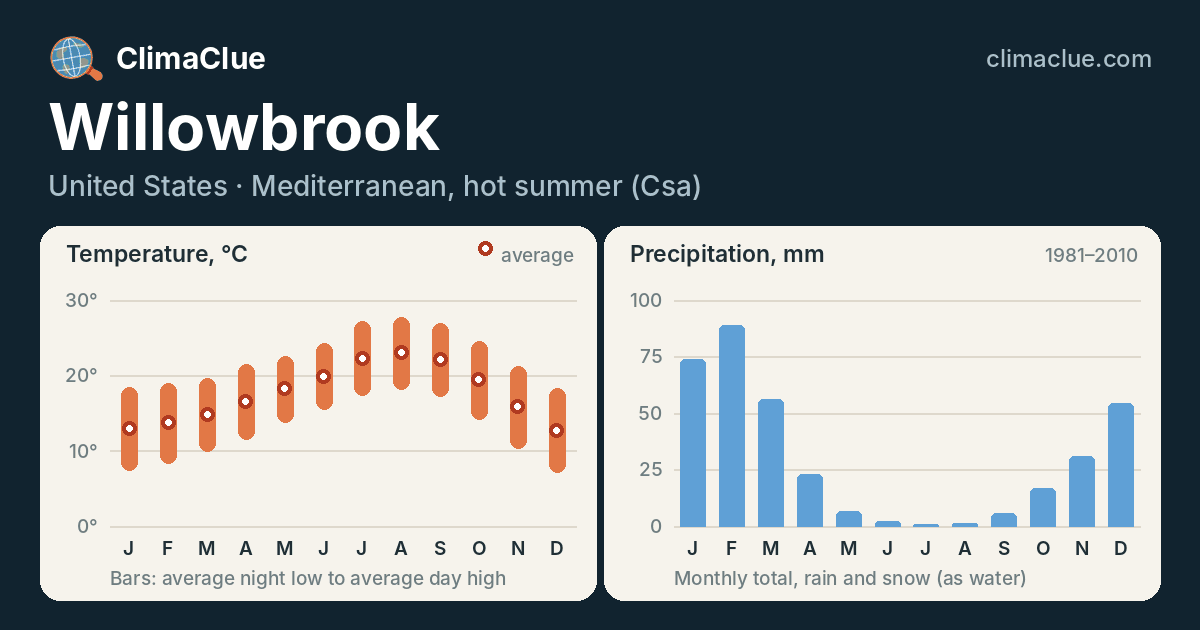 ClimaClue
climaclue.com
Willowbrook
United States · Mediterranean, hot summer (Csa)
Temperature, °C
average
30°
20°
10°
0°
J F M A M J J A S O N D
Bars: average night low to average day high
Precipitation, mm
1981–2010
100
75
50
25
0
J F M A M J J A S O N D
Monthly total, rain and snow (as water)